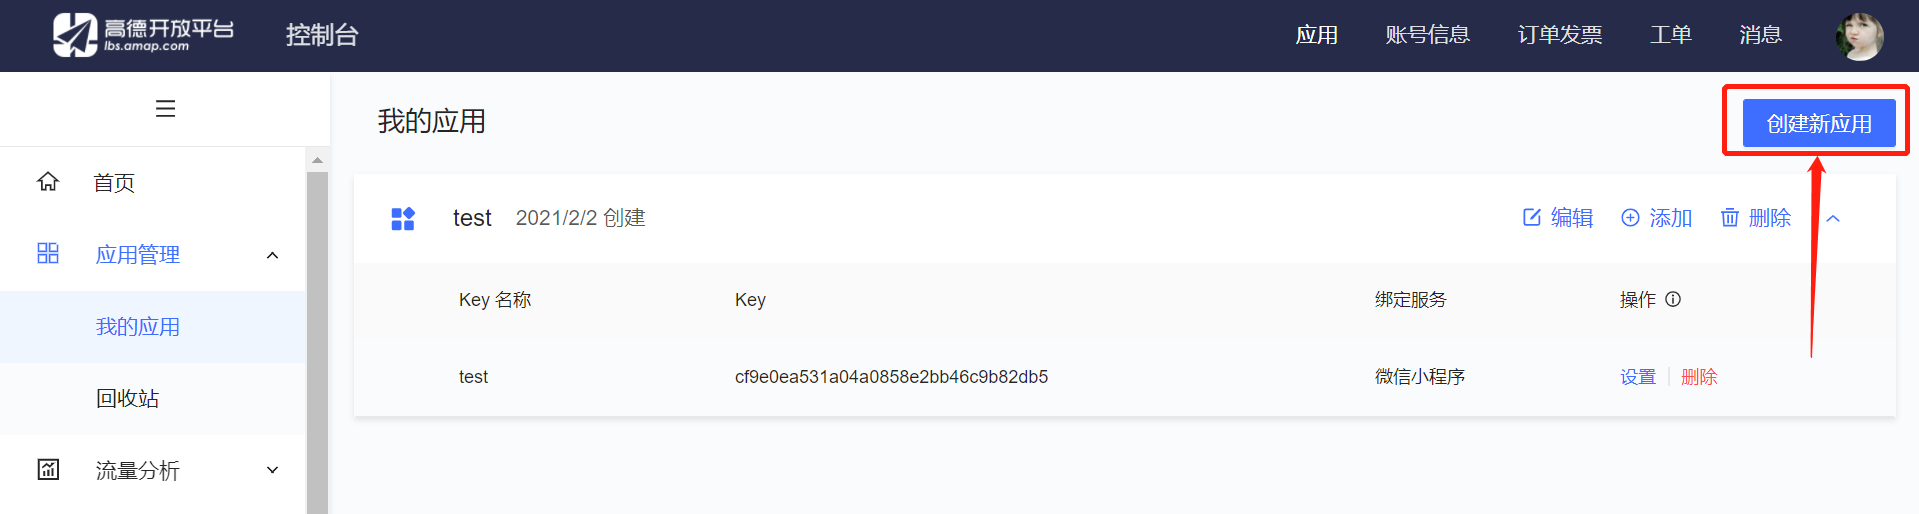 高德开放平台
lbs.amap.com
控制台
应用
账号信息
订单发票
工单
消息
首页
应用管理
我的应用
回收站
流量分析
我的应用
创建新应用
test 2021/2/2 创建
编辑
添加
删除
Key 名称
Key
绑定服务
操作
test
cf9e0ea531a04a0858e2bb46c9b82db5
微信小程序
设置
删除